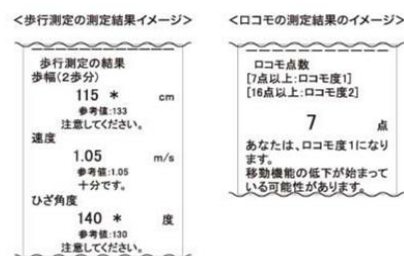 <歩行測定の測定結果イメージ>
歩行測定の結果
歩幅(2歩分)
115 * cm
参考値:133
注意してください。
速度
1.05 m/s
参考値:1.05
十分です。
ひざ角度
140 * 度
参考値:130
注意してください。
<ロコモの測定結果のイメージ>
ロコモ点数
[7点以上:ロコモ度1]
[16点以上:ロコモ度2]
7 点
あなたは、ロコモ度1になり
ます。
移動機能の低下が始まって
いる可能性があります。